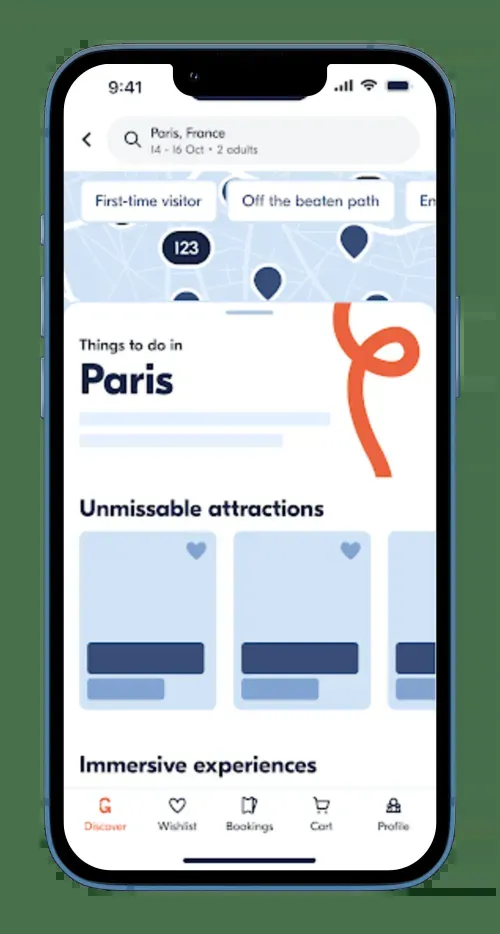 9:41
Paris, France
14 - 16 Oct • 2 adults
First-time visitor
Off the beaten path
En
123
Things to do in
Paris
Unmissable attractions
Immersive experiences
G
Discover
Wishlist
Bookings
Cart
Profile